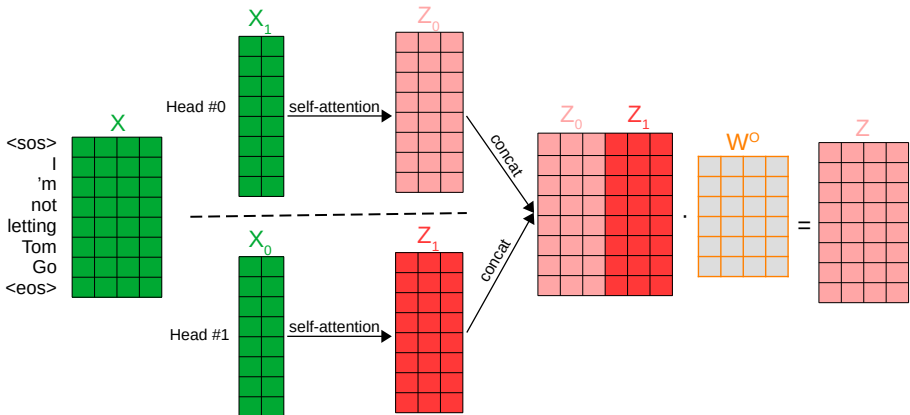 X
<sos>
I
'm
not
letting
Tom
Go
<eos>
X₁
Head #0
self-attention
Z₀
concat
X₀
Head #1
self-attention
Z₁
concat
Z₀ Z₁
·
Wᴼ
=
Z